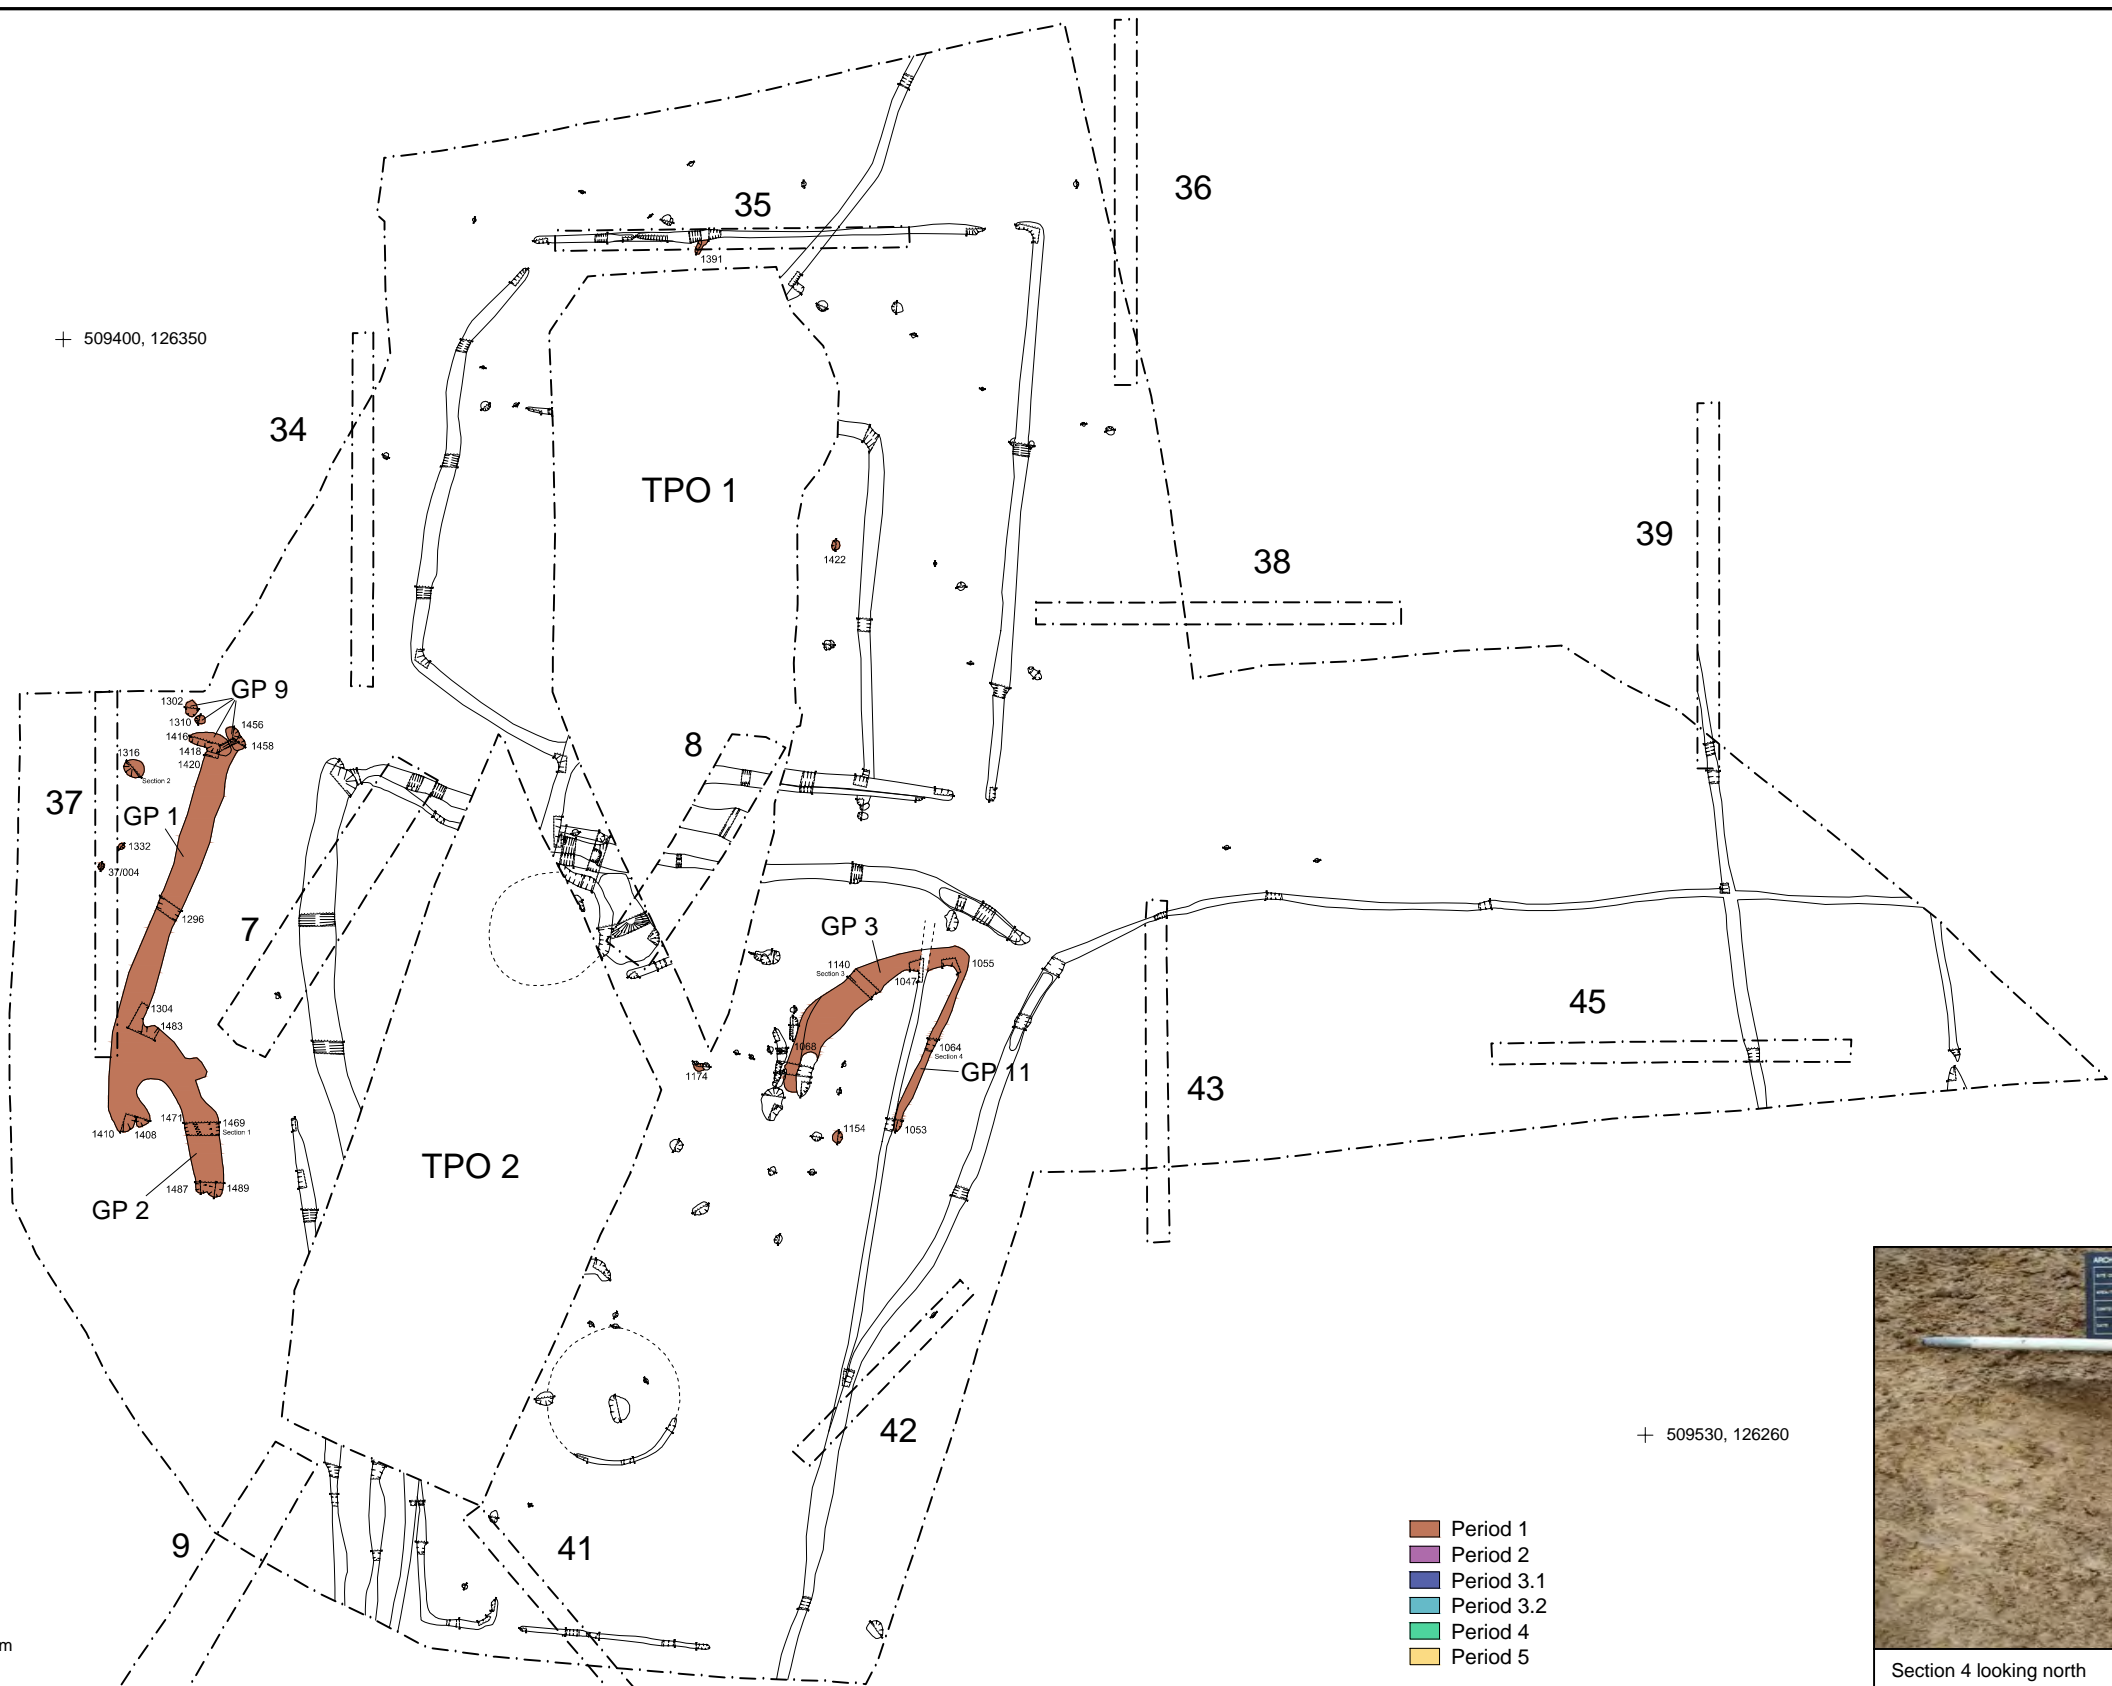 36
35
1391
509400, 126350
34
TPO 1
39
1422
38
GP 9
1302
1310
1456
1416
1458
1418
1420
8
1316
Section 2
37
GP 1
1332
37/004
1296
7
GP 3
1140
Section 3
1047
1055
45
1304
1483
1068
1064
Section 4
GP 11
1174
43
1471
1469
Section 1
1410
1408
1154
1053
TPO 2
1487
1489
GP 2
42
509530, 126260
9
41
Period 1
Period 2
Period 3.1
Period 3.2
Period 4
Period 5
m
Section 4 looking north